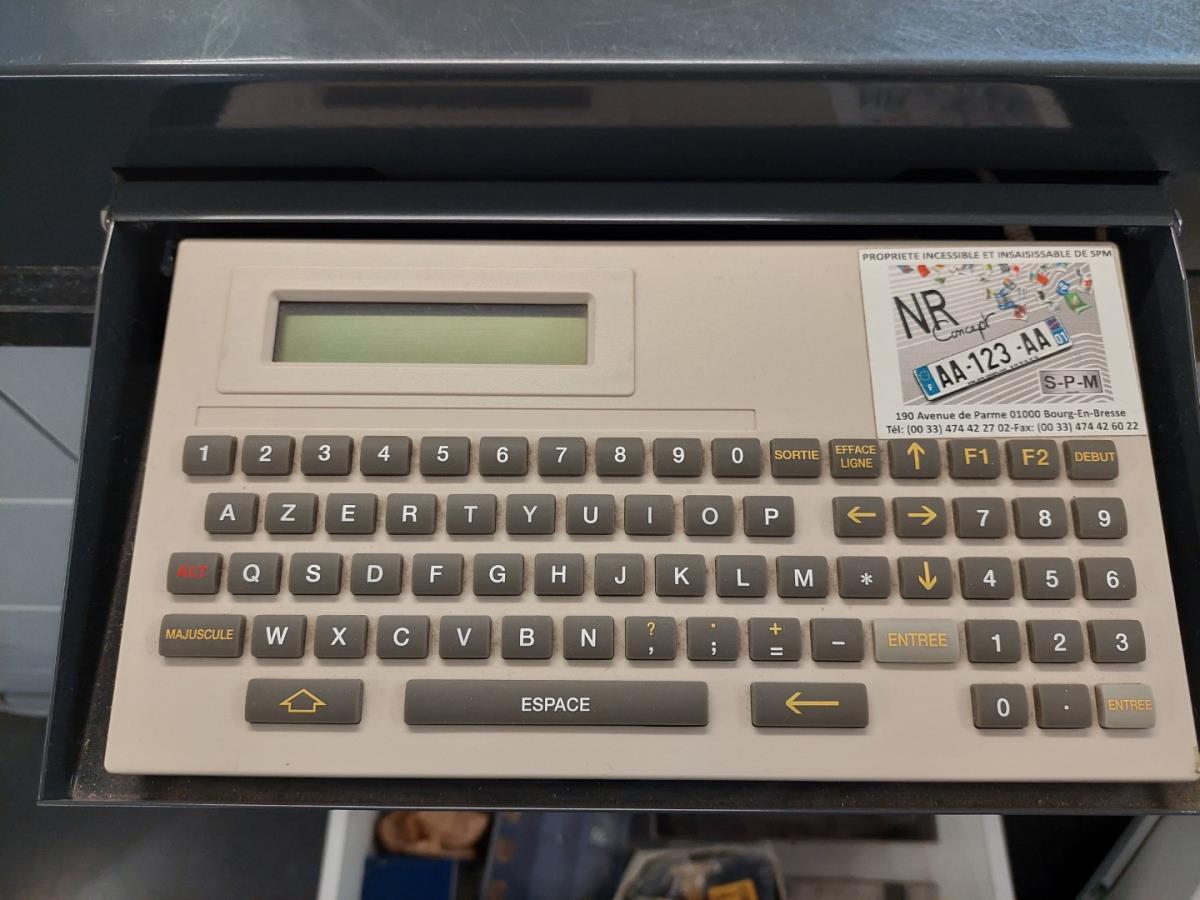 PROPRIETE INCESSIBLE ET INSAISISSABLE DE SPM
NR
Concept
AA-123-AA
F
01
S-P-M
190 Avenue de Parme 01000 Bourg-En-Bresse
Tél: (00 33) 474 42 27 02-Fax: (00 33) 474 42 60 22
1 2 3 4 5 6 7 8 9 0 SORTIE EFFACE LIGNE ↑ F1 F2 DEBUT
A Z E R T Y U I O P ← → 7 8 9
ALT Q S D F G H J K L M * ↓ 4 5 6
MAJUSCULE W X C V B N ? , . ; + = - ENTREE 1 2 3
ESPACE ← 0 . ENTREE